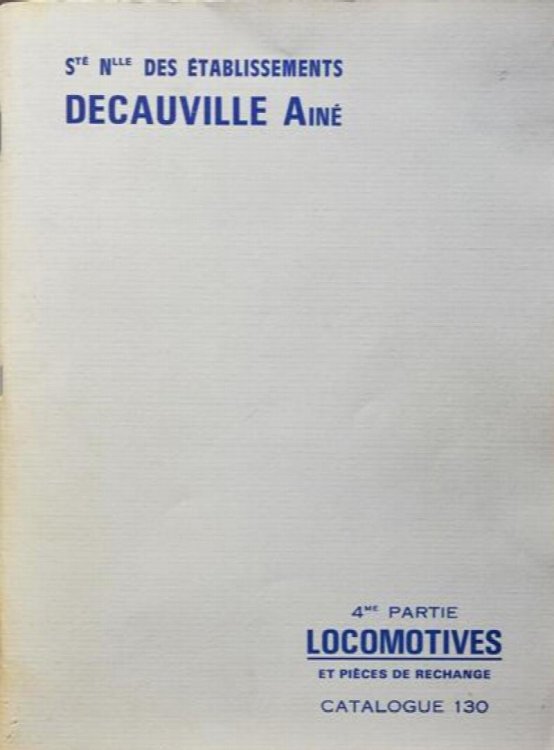 STÉ NLLE DES ÉTABLISSEMENTS
DECAUVILLE AINÉ
4ME PARTIE
LOCOMOTIVES
ET PIÈCES DE RECHANGE
CATALOGUE 130